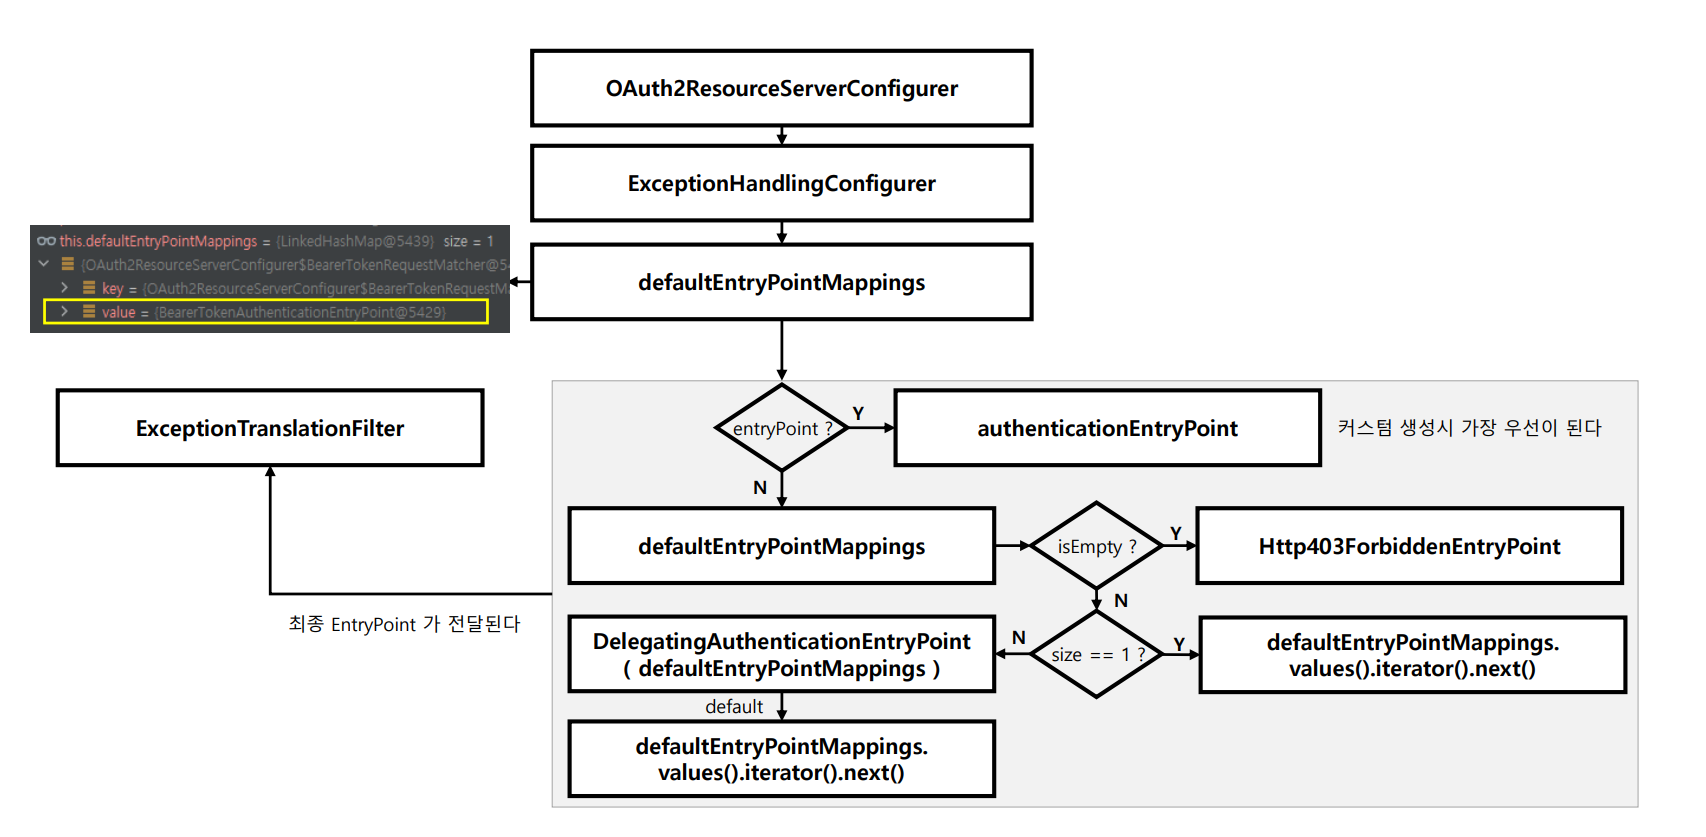 OAuth2ResourceServerConfigurer
ExceptionHandlingConfigurer
this.defaultEntryPointMappings = {LinkedHashMap@5439} size = 1
{OAuth2ResourceServerConfigurer$BearerTokenRequestMatcher@5
key = {OAuth2ResourceServerConfigurer$BearerTokenRequestM
value = {BearerTokenAuthenticationEntryPoint@5429}
defaultEntryPointMappings
ExceptionTranslationFilter
entryPoint ?
Y
authenticationEntryPoint
커스텀 생성시 가장 우선이 된다
N
defaultEntryPointMappings
isEmpty ?
Y
Http403ForbiddenEntryPoint
N
최종 EntryPoint 가 전달된다
DelegatingAuthenticationEntryPoint
( defaultEntryPointMappings )
N
size == 1 ?
Y
defaultEntryPointMappings.
values().iterator().next()
default
defaultEntryPointMappings.
values().iterator().next()